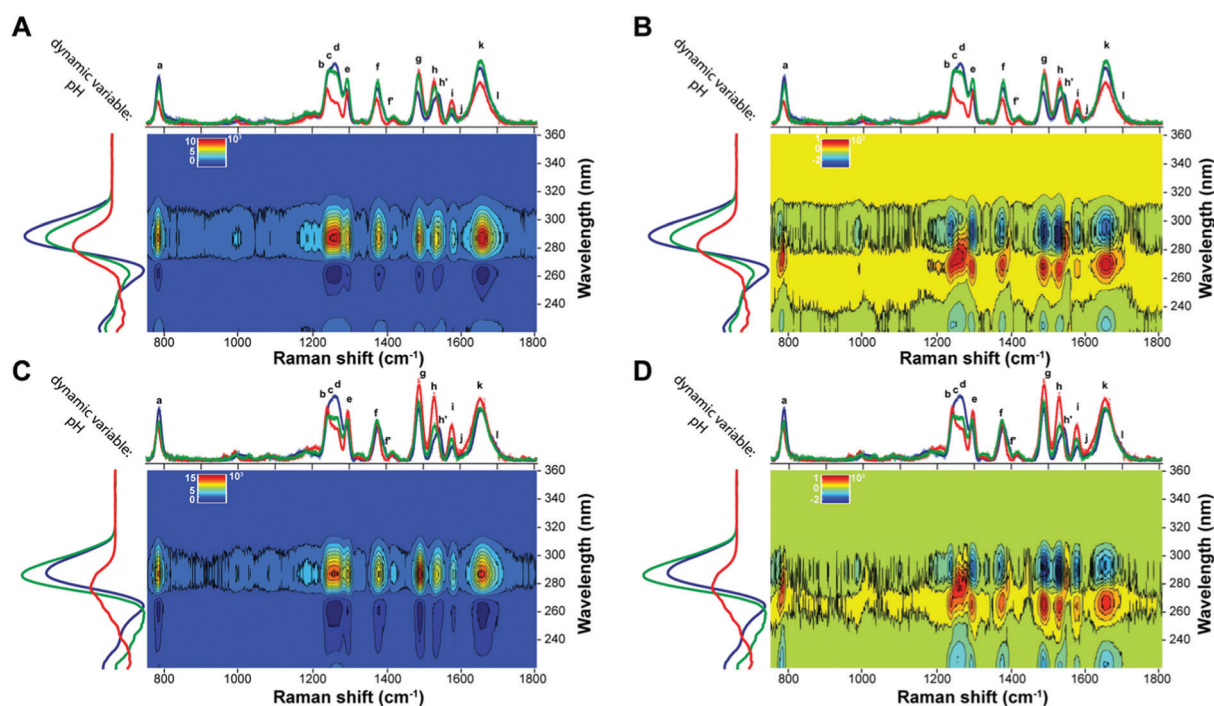 A
dynamic variable:
pH
a b c d e f f' g h h' i j k l
10
5
0
10³
360
340
320
300
280
260
240
Wavelength (nm)
800 1000 1200 1400 1600 1800
Raman shift (cm⁻¹)
B
dynamic variable:
pH
a b c d e f f' g h h' i j k l
1
0
-2
10³
360
340
320
300
280
260
240
Wavelength (nm)
800 1000 1200 1400 1600 1800
Raman shift (cm⁻¹)
C
dynamic variable:
pH
a b c d e f f' g h h' i j k l
15
5
0
10³
360
340
320
300
280
260
240
Wavelength (nm)
800 1000 1200 1400 1600 1800
Raman shift (cm⁻¹)
D
dynamic variable:
pH
a b c d e f f' g h h' i j k l
1
0
-2
10³
360
340
320
300
280
260
240
Wavelength (nm)
800 1000 1200 1400 1600 1800
Raman shift (cm⁻¹)